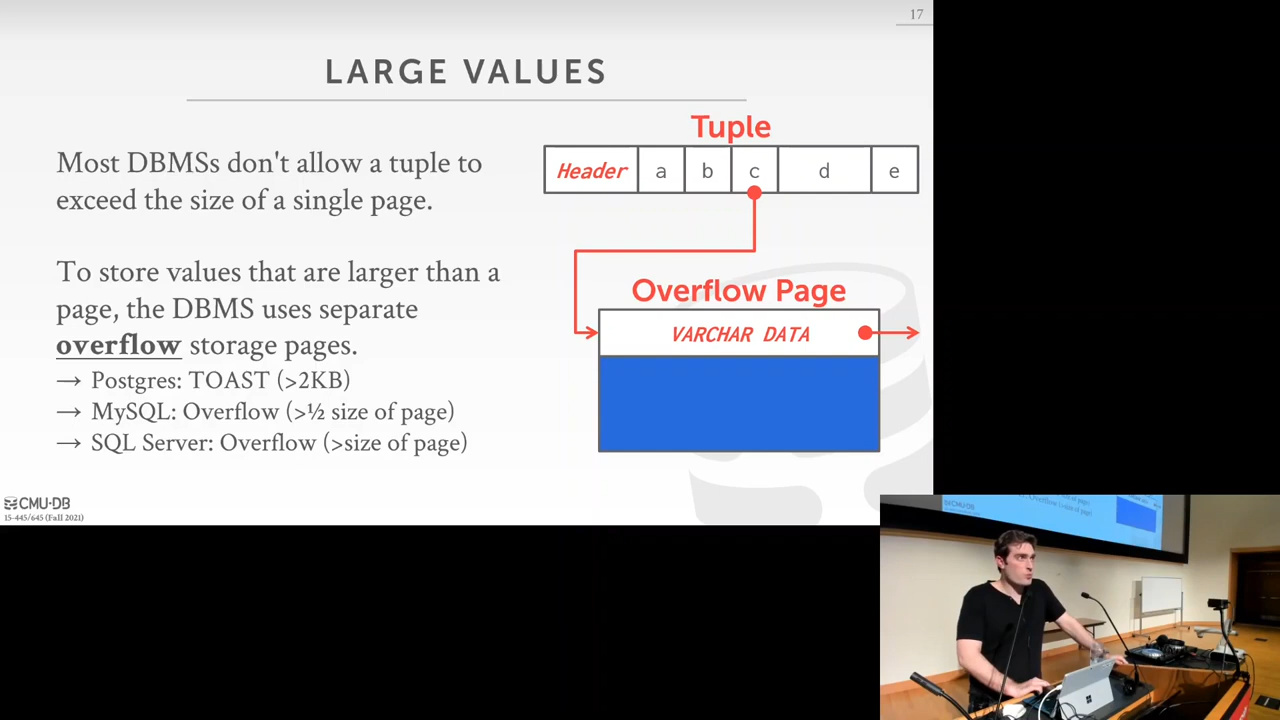 17
LARGE VALUES
Most DBMSs don't allow a tuple to
exceed the size of a single page.
To store values that are larger than a
page, the DBMS uses separate
overflow storage pages.
→ Postgres: TOAST (>2KB)
→ MySQL: Overflow (>½ size of page)
→ SQL Server: Overflow (>size of page)
Tuple
Header a b c d e
Overflow Page
VARCHAR DATA
CMU·DB
15-445/645 (Fall 2021)